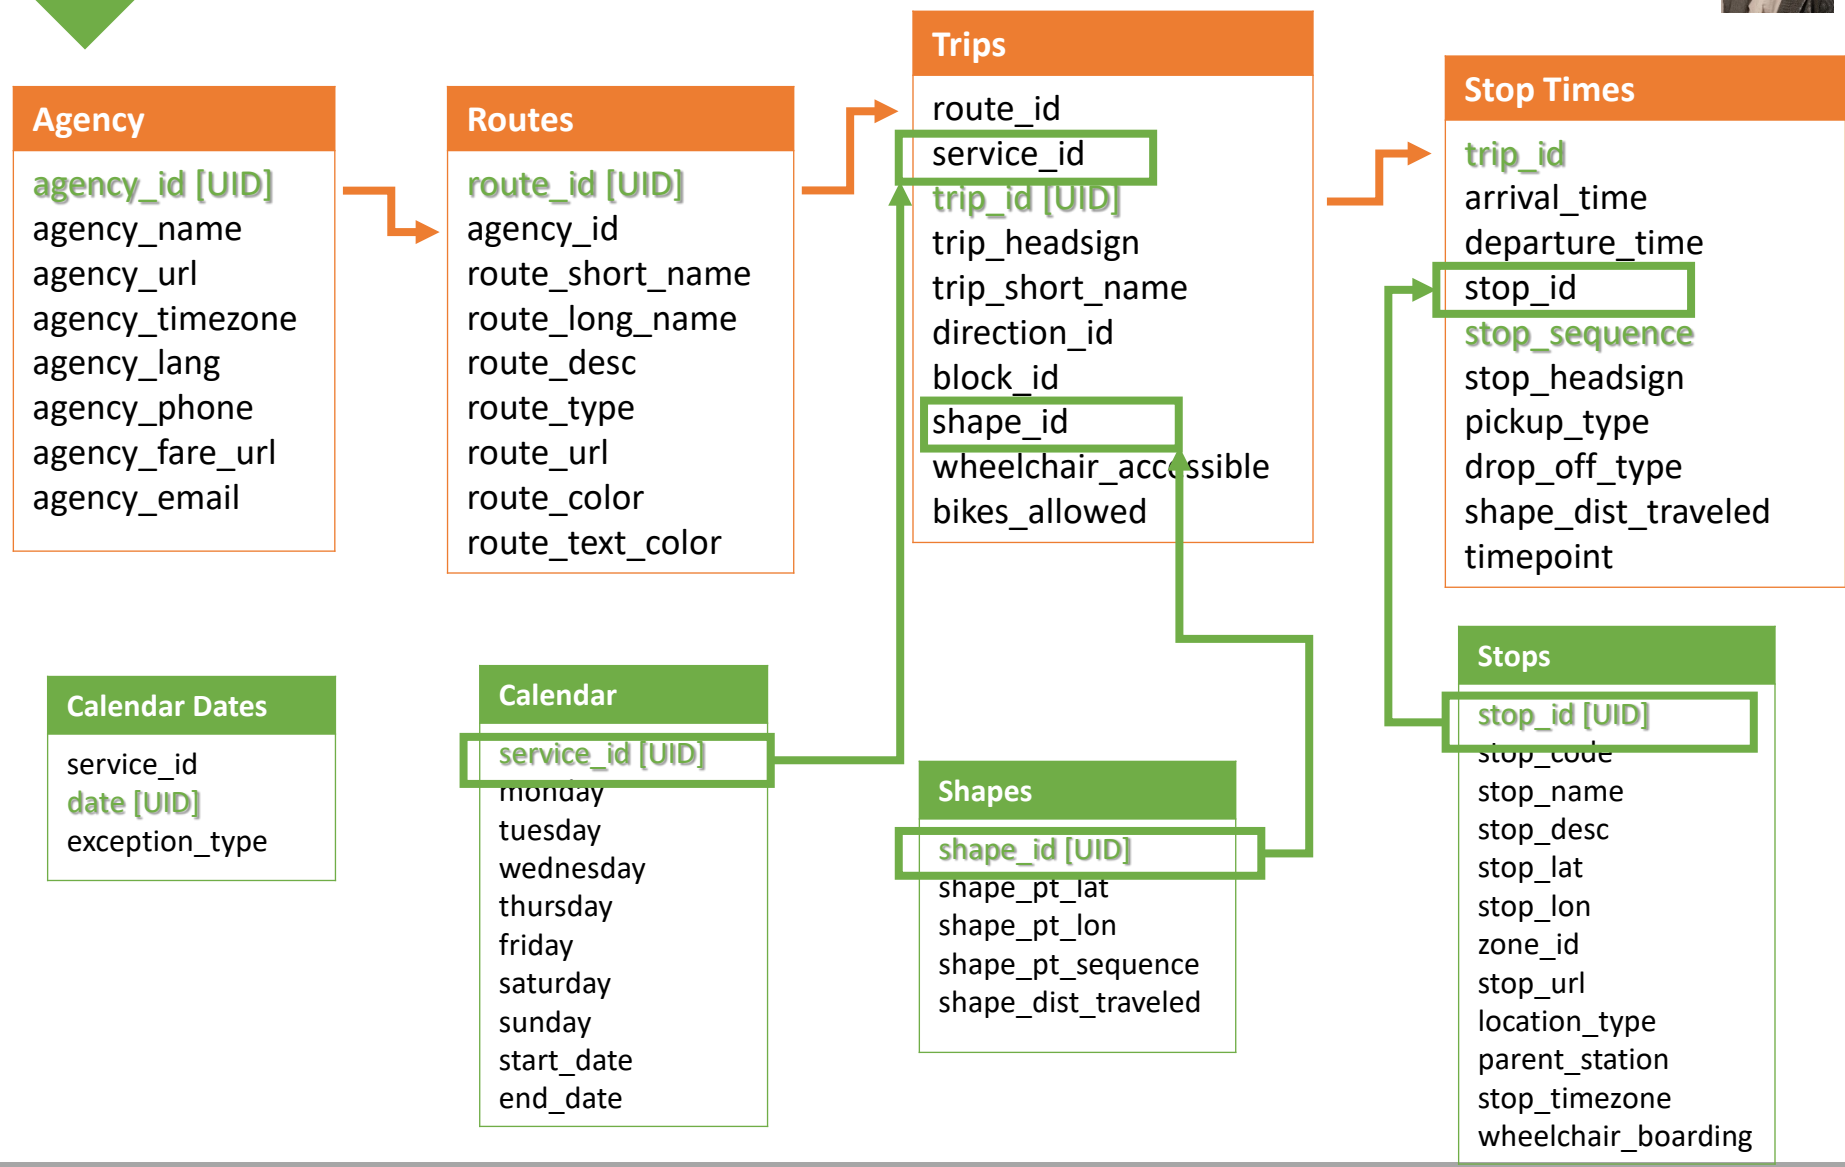 Agency
agency_id [UID]
agency_name
agency_url
agency_timezone
agency_lang
agency_phone
agency_fare_url
agency_email
Routes
route_id [UID]
agency_id
route_short_name
route_long_name
route_desc
route_type
route_url
route_color
route_text_color
Trips
route_id
service_id
trip_id [UID]
trip_headsign
trip_short_name
direction_id
block_id
shape_id
wheelchair_accessible
bikes_allowed
Stop Times
trip_id
arrival_time
departure_time
stop_id
stop_sequence
stop_headsign
pickup_type
drop_off_type
shape_dist_traveled
timepoint
Calendar Dates
service_id
date [UID]
exception_type
Calendar
service_id [UID]
monday
tuesday
wednesday
thursday
friday
saturday
sunday
start_date
end_date
Shapes
shape_id [UID]
shape_pt_lat
shape_pt_lon
shape_pt_sequence
shape_dist_traveled
Stops
stop_id [UID]
stop_code
stop_name
stop_desc
stop_lat
stop_lon
zone_id
stop_url
location_type
parent_station
stop_timezone
wheelchair_boarding